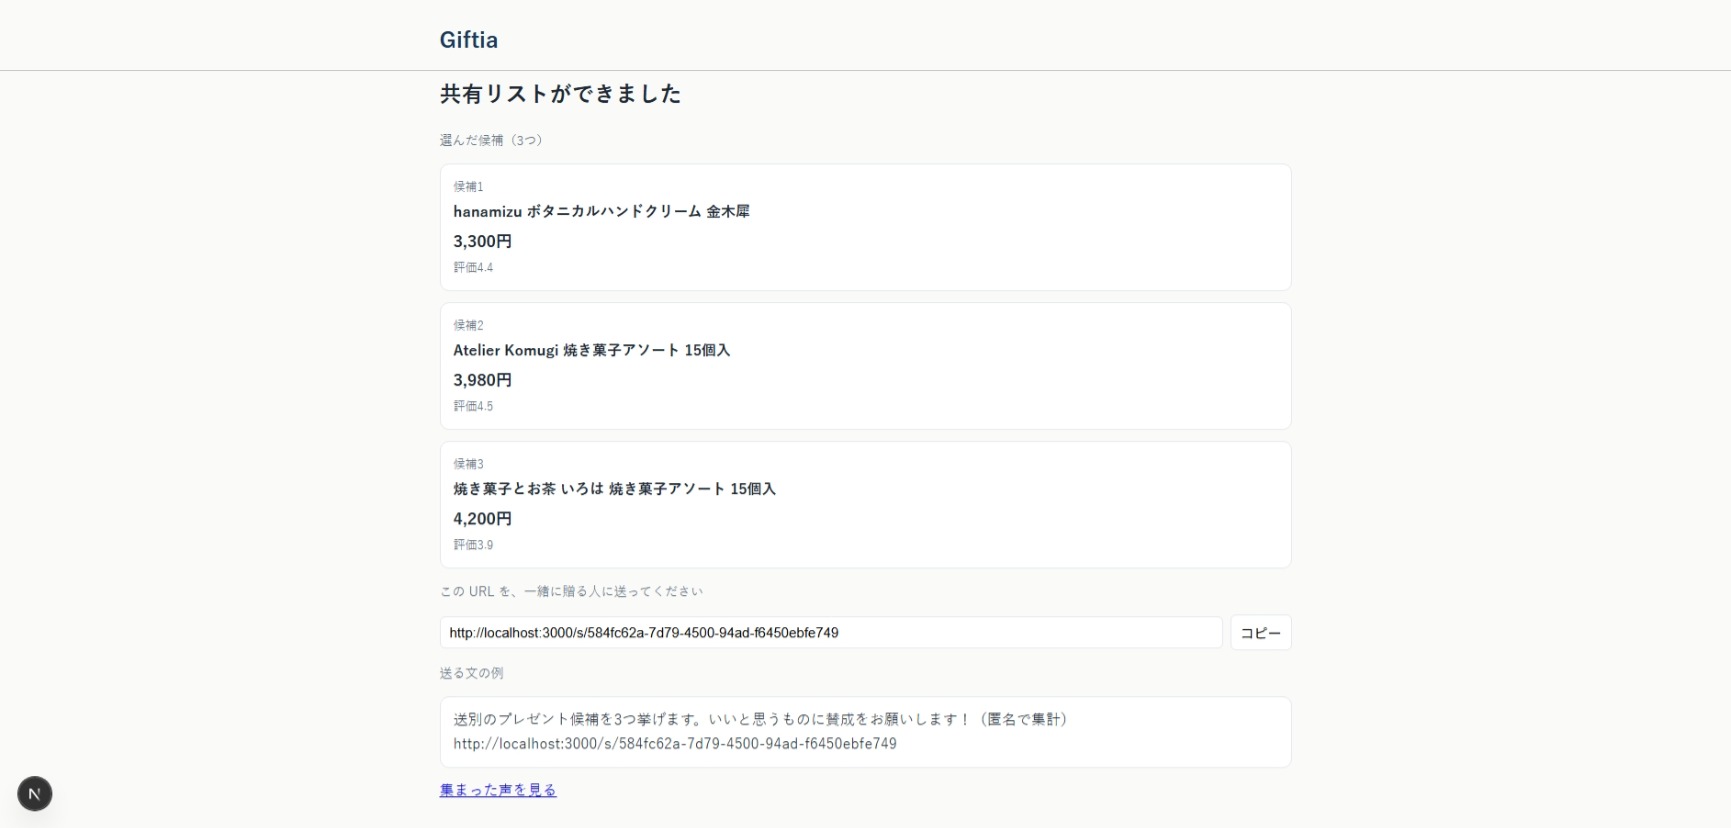 Giftia
共有リストができました
選んだ候補（3つ）
候補1
hanamizu ボタニカルハンドクリーム 金木犀
3,300円
評価4.4
候補2
Atelier Komugi 焼き菓子アソート 15個入
3,980円
評価4.5
候補3
焼き菓子とお茶 いろは 焼き菓子アソート 15個入
4,200円
評価3.9
この URL を、一緒に贈る人に送ってください
http://localhost:3000/s/584fc62a-7d79-4500-94ad-f6450ebfe749
コピー
送る文の例
送別のプレゼント候補を3つ挙げます。いいと思うものに賛成をお願いします！（匿名で集計）
http://localhost:3000/s/584fc62a-7d79-4500-94ad-f6450ebfe749
集まった声を見る
N